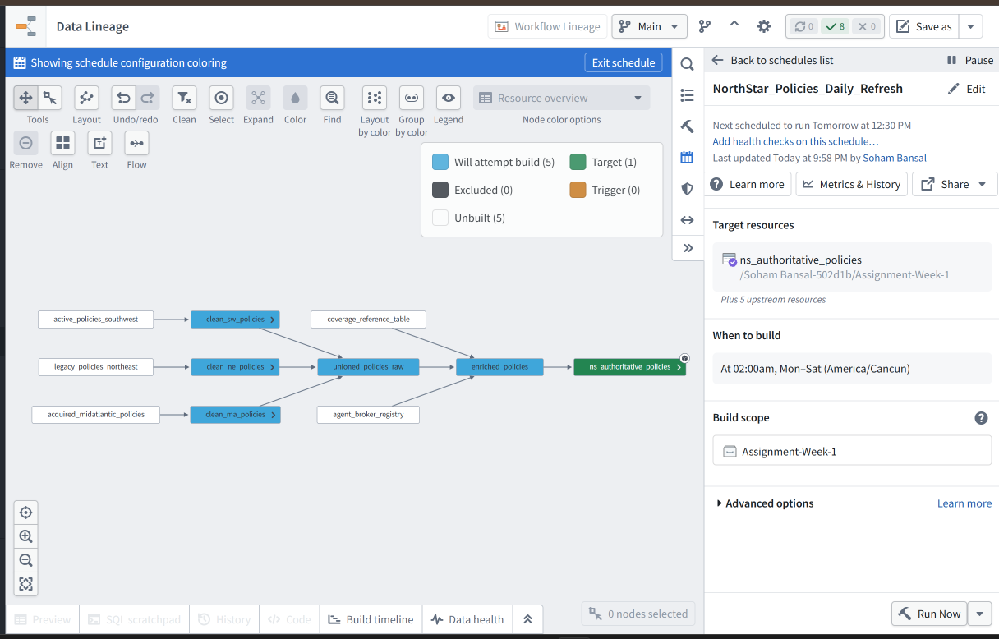 Data Lineage
Workflow Lineage
Main
0
8
0
Save as
Showing schedule configuration coloring
Exit schedule
Tools
Layout
Undo/redo
Clean
Select
Expand
Color
Find
Layout by color
Group by color
Legend
Resource overview
Node color options
Remove
Align
Text
Flow
Will attempt build (5)
Target (1)
Excluded (0)
Trigger (0)
Unbuilt (5)
active_policies_southwest
clean_sw_policies
coverage_reference_table
legacy_policies_northeast
clean_ne_policies
unioned_policies_raw
enriched_policies
ns_authoritative_policies
acquired_midatlantic_policies
clean_ma_policies
agent_broker_registry
Preview
SQL scratchpad
History
Code
Build timeline
Data health
0 nodes selected
Back to schedules list
Pause
NorthStar_Policies_Daily_Refresh
Edit
Next scheduled to run Tomorrow at 12:30 PM
Add health checks on this schedule…
Last updated Today at 9:58 PM by Soham Bansal
Learn more
Metrics & History
Share
Target resources
ns_authoritative_policies
/Soham Bansal-502d1b/Assignment-Week-1
Plus 5 upstream resources
When to build
At 02:00am, Mon–Sat (America/Cancun)
Build scope
Assignment-Week-1
Advanced options
Learn more
Run Now